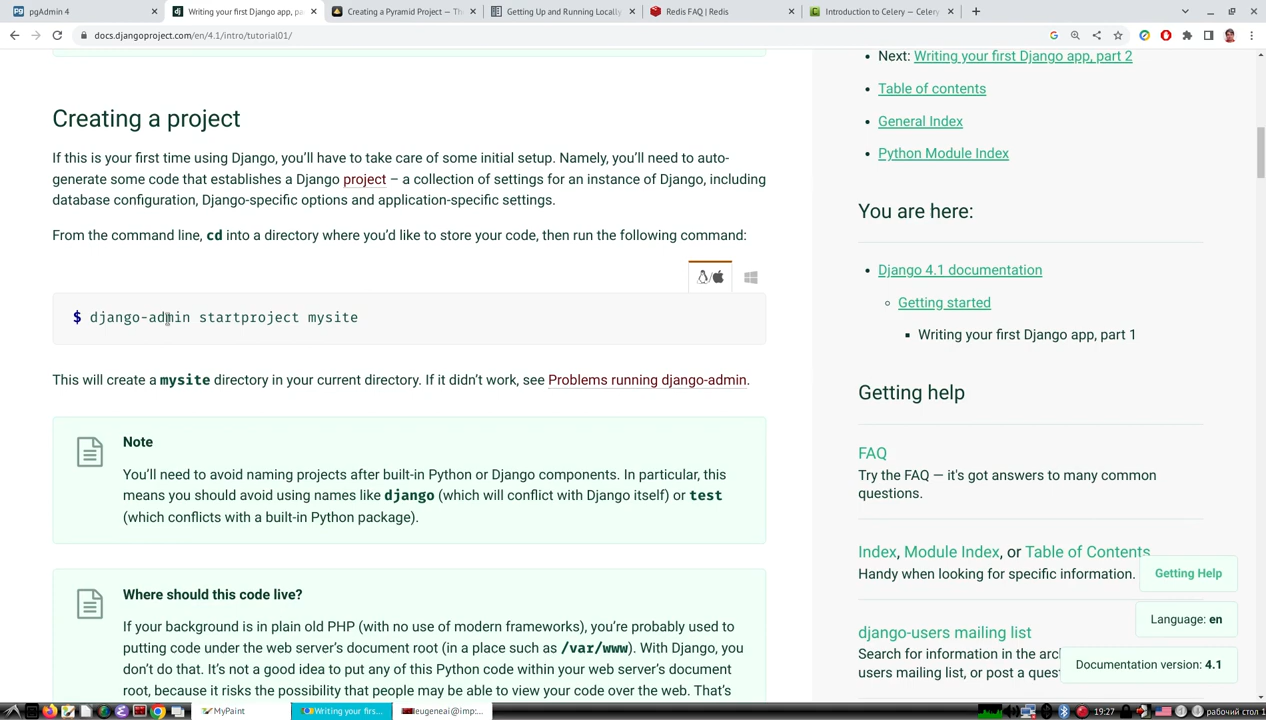 pgAdmin 4
Writing your first Django app, pa
Creating a Pyramid Project — Th
Getting Up and Running Locally
Redis FAQ | Redis
Introduction to Celery — Celery
docs.djangoproject.com/en/4.1/intro/tutorial01/
Creating a project
If this is your first time using Django, you'll have to take care of some initial setup. Namely, you'll need to auto-
generate some code that establishes a Django project – a collection of settings for an instance of Django, including
database configuration, Django-specific options and application-specific settings.
From the command line, cd into a directory where you'd like to store your code, then run the following command:
$ django-admin startproject mysite
This will create a mysite directory in your current directory. If it didn't work, see Problems running django-admin.
Note
You'll need to avoid naming projects after built-in Python or Django components. In particular, this
means you should avoid using names like django (which will conflict with Django itself) or test
(which conflicts with a built-in Python package).
Where should this code live?
If your background is in plain old PHP (with no use of modern frameworks), you're probably used to
putting code under the web server's document root (in a place such as /var/www). With Django, you
don't do that. It's not a good idea to put any of this Python code within your web server's document
root, because it risks the possibility that people may be able to view your code over the web. That's
Next: Writing your first Django app, part 2
Table of contents
General Index
Python Module Index
You are here:
Django 4.1 documentation
Getting started
Writing your first Django app, part 1
Getting help
FAQ
Try the FAQ — it's got answers to many common
questions.
Index, Module Index, or Table of Contents
Handy when looking for specific information.
Getting Help
Language: en
django-users mailing list
Search for information in the arc
users mailing list, or post a ques
Documentation version: 4.1
MyPaint
Writing your firs...
eugeneai@imp:...
19:27
рабочий стол 1